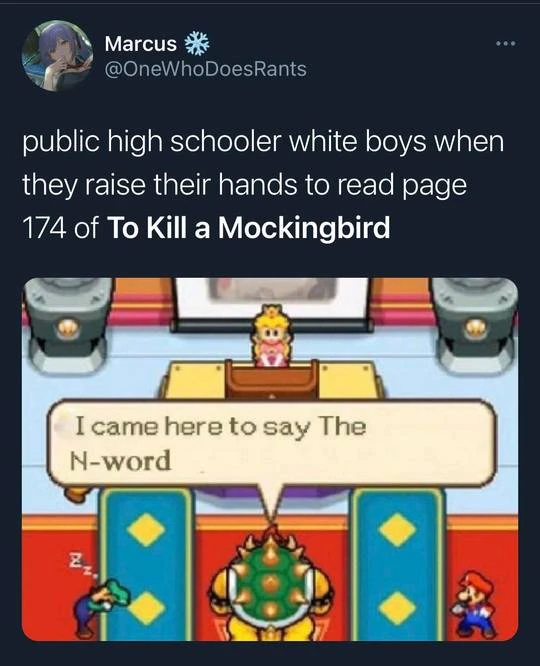 Marcus ❄️
@OneWhoDoesRants
public high schooler white boys when
they raise their hands to read page
174 of To Kill a Mockingbird
I came here to say The
N-word
Z
z